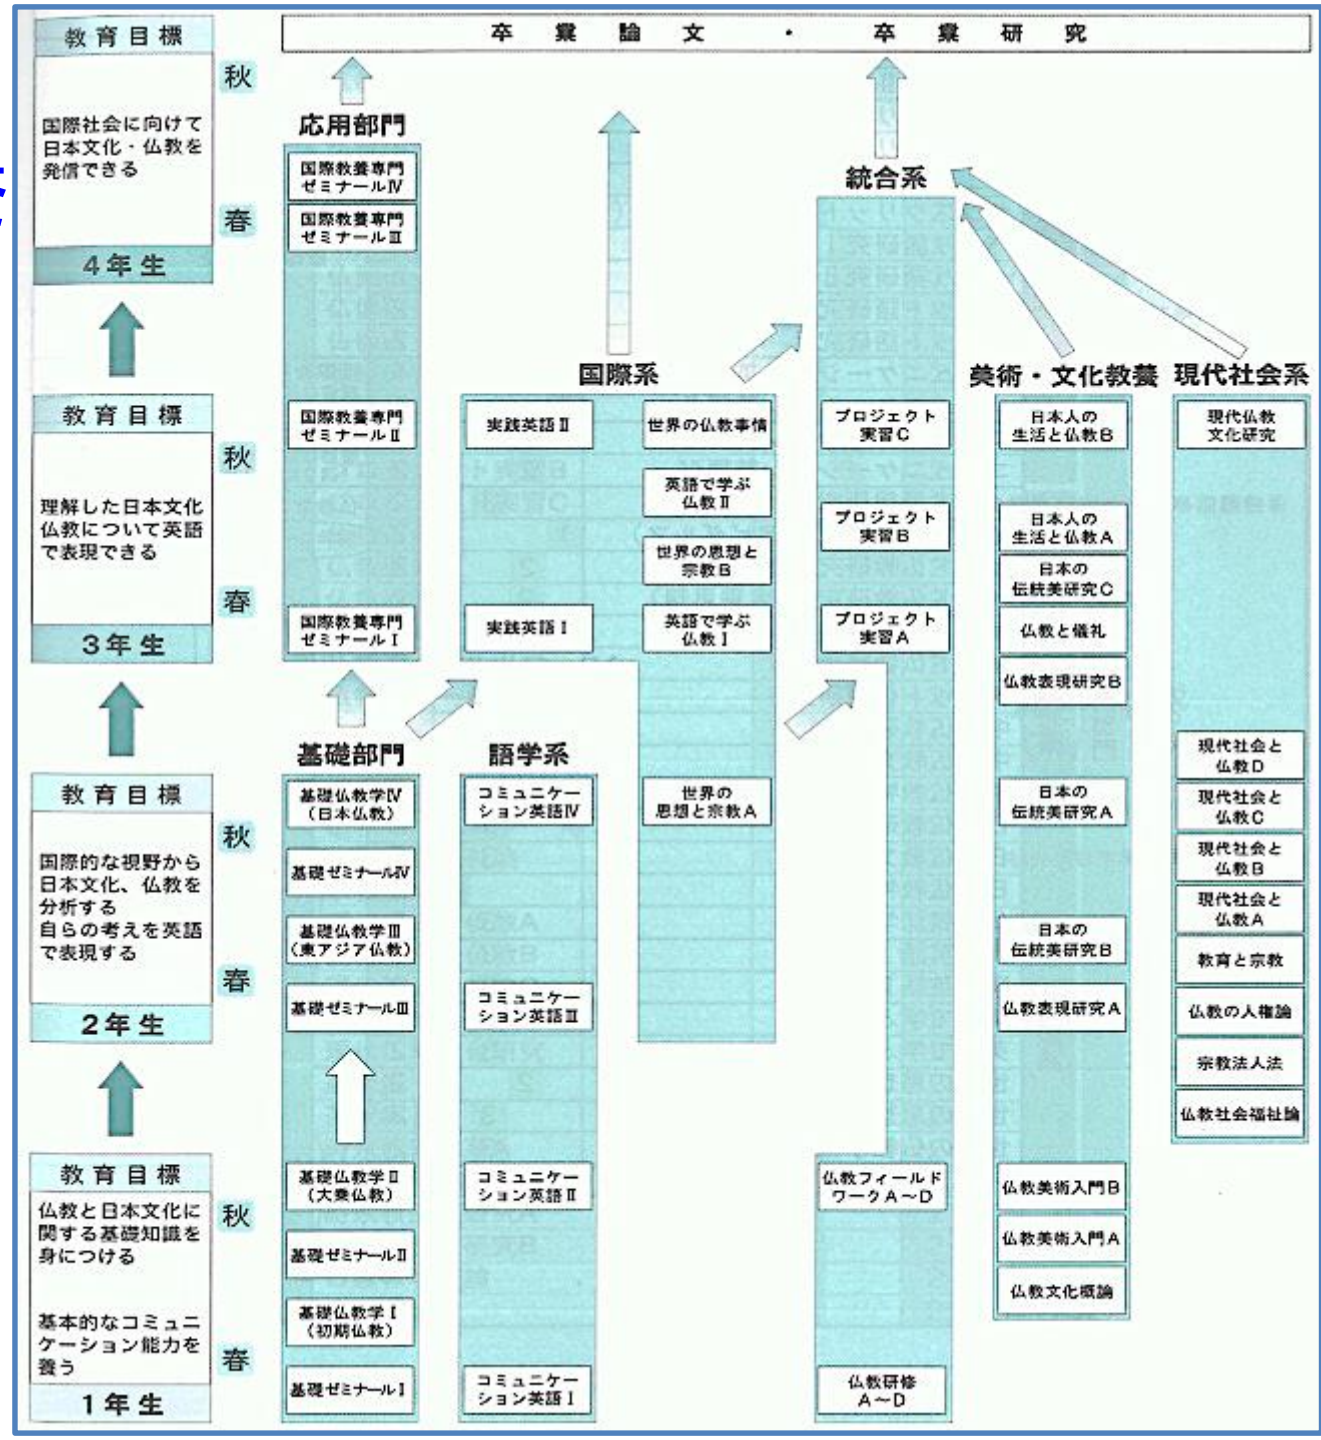 教育目標
国際社会に向けて
日本文化・仏教を
発信できる
4年生
秋
春
教育目標
理解した日本文化
仏教について英語
で表現できる
3年生
秋
春
教育目標
国際的な視野から
日本文化、仏教を
分析する
自らの考えを英語
で表現する
2年生
秋
春
教育目標
仏教と日本文化に
関する基礎知識を
身につける
基本的なコミュニ
ケーション能力を
養う
1年生
秋
春
卒業論文・卒業研究
応用部門
国際教養専門
ゼミナールⅣ
国際教養専門
ゼミナールⅢ
国際教養専門
ゼミナールⅡ
国際教養専門
ゼミナールⅠ
基礎部門
基礎仏教学Ⅳ
(日本仏教)
基礎ゼミナールⅣ
基礎仏教学Ⅲ
(東アジア仏教)
基礎ゼミナールⅢ
基礎仏教学Ⅱ
(大乗仏教)
基礎ゼミナールⅡ
基礎仏教学Ⅰ
(初期仏教)
基礎ゼミナールⅠ
語学系
コミュニケー
ション英語Ⅳ
コミュニケー
ション英語Ⅲ
コミュニケー
ション英語Ⅱ
コミュニケー
ション英語Ⅰ
国際系
実践英語Ⅱ
実践英語Ⅰ
世界の仏教事情
英語で学ぶ
仏教Ⅱ
世界の思想と
宗教B
英語で学ぶ
仏教Ⅰ
世界の
思想と宗教A
統合系
プロジェクト
実習C
プロジェクト
実習B
プロジェクト
実習A
仏教フィールド
ワークA〜D
仏教研修
A〜D
美術・文化教養
日本人の
生活と仏教B
日本人の
生活と仏教A
日本の
伝統美研究C
仏教と儀礼
仏教表現研究B
日本の
伝統美研究A
日本の
伝統美研究B
仏教表現研究A
仏教美術入門B
仏教美術入門A
仏教文化概論
現代社会系
現代仏教
文化研究
現代社会と
仏教D
現代社会と
仏教C
現代社会と
仏教B
現代社会と
仏教A
教育と宗教
仏教の人権論
宗教法人法
仏教社会福祉論